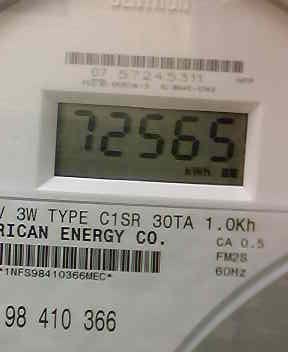 07 57245311
72565
kWh
V 3W TYPE C1SR 30TA 1.0Kh
RICAN ENERGY CO.
CA 0.5
FM2S
60Hz
*1NFS98410366MEC*
98 410 366